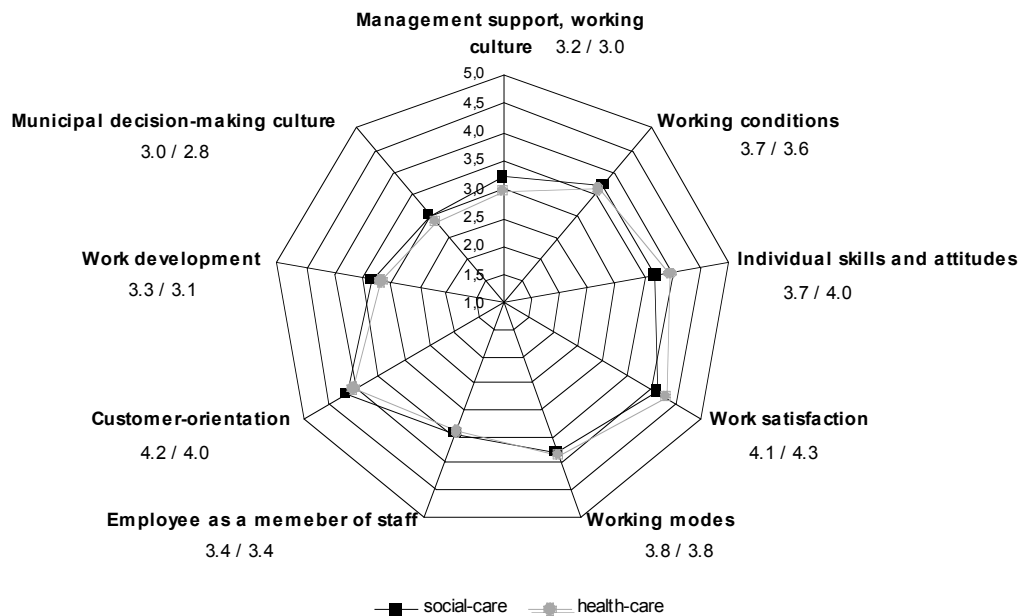 Management support, working
culture 3.2 / 3.0
5,0
4,5
4,0
3,5
3,0
2,5
2,0
1,5
1,0
Municipal decision-making culture
3.0 / 2.8
Working conditions
3.7 / 3.6
Work development
3.3 / 3.1
Individual skills and attitudes
3.7 / 4.0
Customer-orientation
4.2 / 4.0
Work satisfaction
4.1 / 4.3
Employee as a memeber of staff
3.4 / 3.4
Working modes
3.8 / 3.8
social-care health-care